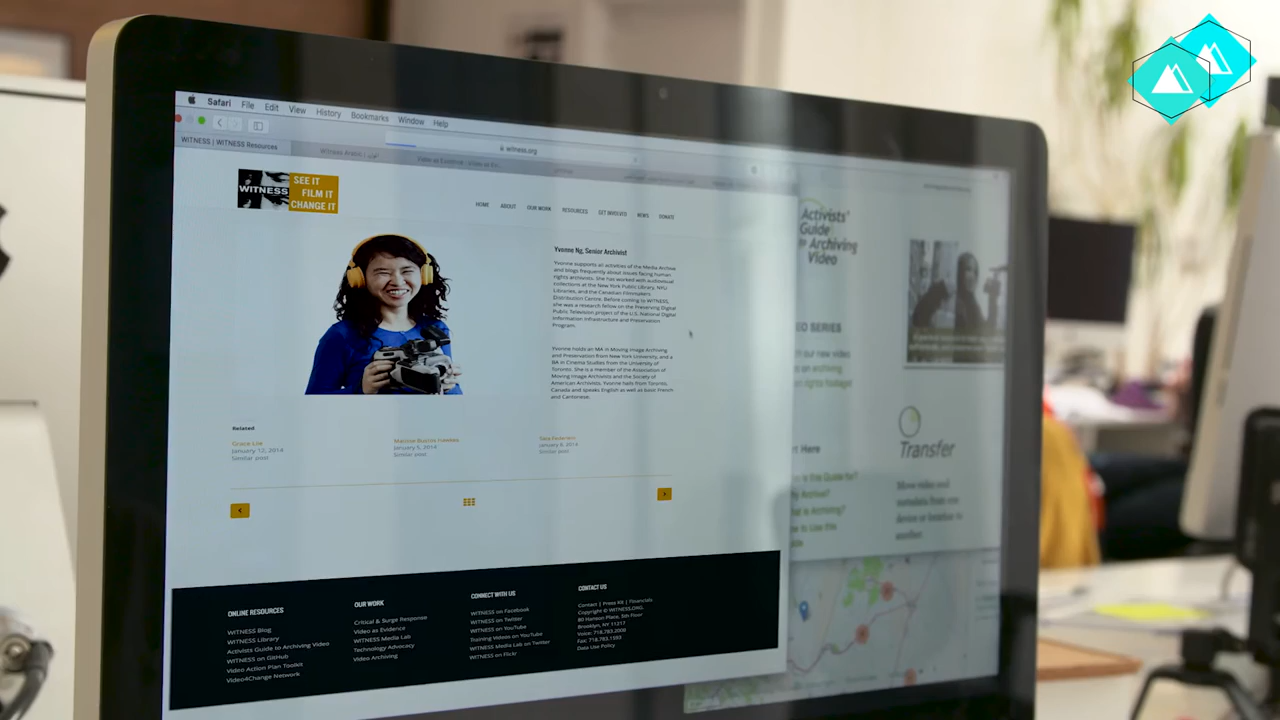 Safari File Edit View History Bookmarks Window Help
witness.org
WITNESS | WITNESS Resources
WITNESS
SEE IT
FILM IT
CHANGE IT
HOME ABOUT OUR WORK RESOURCES GET INVOLVED NEWS DONATE
Yvonne Ng, Senior Archivist
Yvonne supports all activities of the Media Archive
and blogs frequently about issues facing human
rights archivists. She has worked with audiovisual
collections at the New York Public Library, NYU
Libraries, and the Canadian Filmmakers
Distribution Centre. Before coming to WITNESS,
she was a research fellow on the Preserving Digital
Public Television project of the U.S. National Digital
Information Infrastructure and Preservation
Program.
Yvonne holds an MA in Moving Image Archiving
and Preservation from New York University, and a
BA in Cinema Studies from the University of
Toronto. She is a member of the Association of
Moving Image Archivists and the Society of
American Archivists. Yvonne hails from Toronto,
Canada and speaks English as well as basic French
and Cantonese.
Related
Grace Lile
January 12, 2014
Similar post
January 5, 2014
Similar post
January 8, 2014
Similar post
ONLINE RESOURCES
WITNESS Blog
WITNESS Library
Activists Guide to Archiving Video
WITNESS on GitHub
Video Action Plan Toolkit
Video4Change Network
OUR WORK
Critical & Surge Response
Video as Evidence
WITNESS Media Lab
Technology Advocacy
Video Archiving
CONNECT WITH US
WITNESS on Facebook
WITNESS on Twitter
WITNESS on YouTube
Training Videos on YouTube
WITNESS Media Lab on Twitter
WITNESS on Flickr
CONTACT US
Contact | Press Kit | Financials
Copyright © WITNESS.ORG.
80 Hanson Place, 5th Floor
Brooklyn, NY 11217
Voice: 718.783.2000
Fax: 718.783.1593
Data Use Policy
Activists'
Guide
to Archiving
Video
SERIES
Transfer
Move video and
metadata from one
device or location to
another